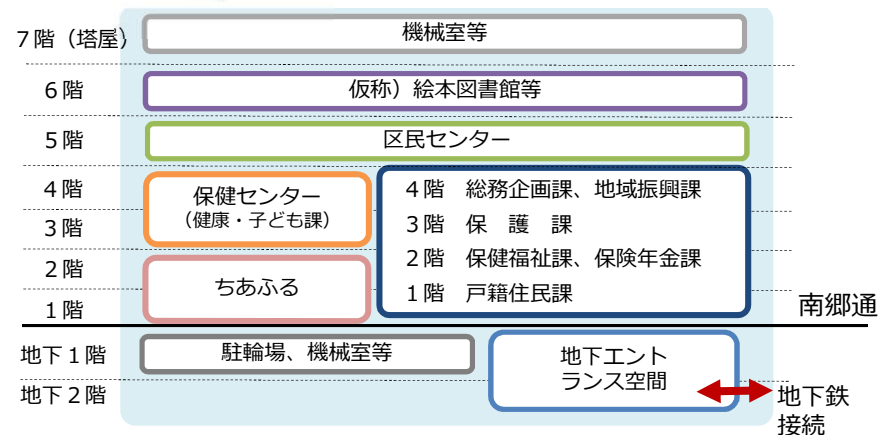 7階（塔屋） 機械室等
6階 仮称）絵本図書館等
5階 区民センター
4階 保健センター 4階 総務企画課、地域振興課
3階 （健康・子ども課） 3階 保護課
2階 ちあふる 2階 保健福祉課、保険年金課
1階 1階 戸籍住民課
南郷通
地下1階 駐輪場、機械室等 地下エント
ランス空間
地下2階 地下鉄
接続